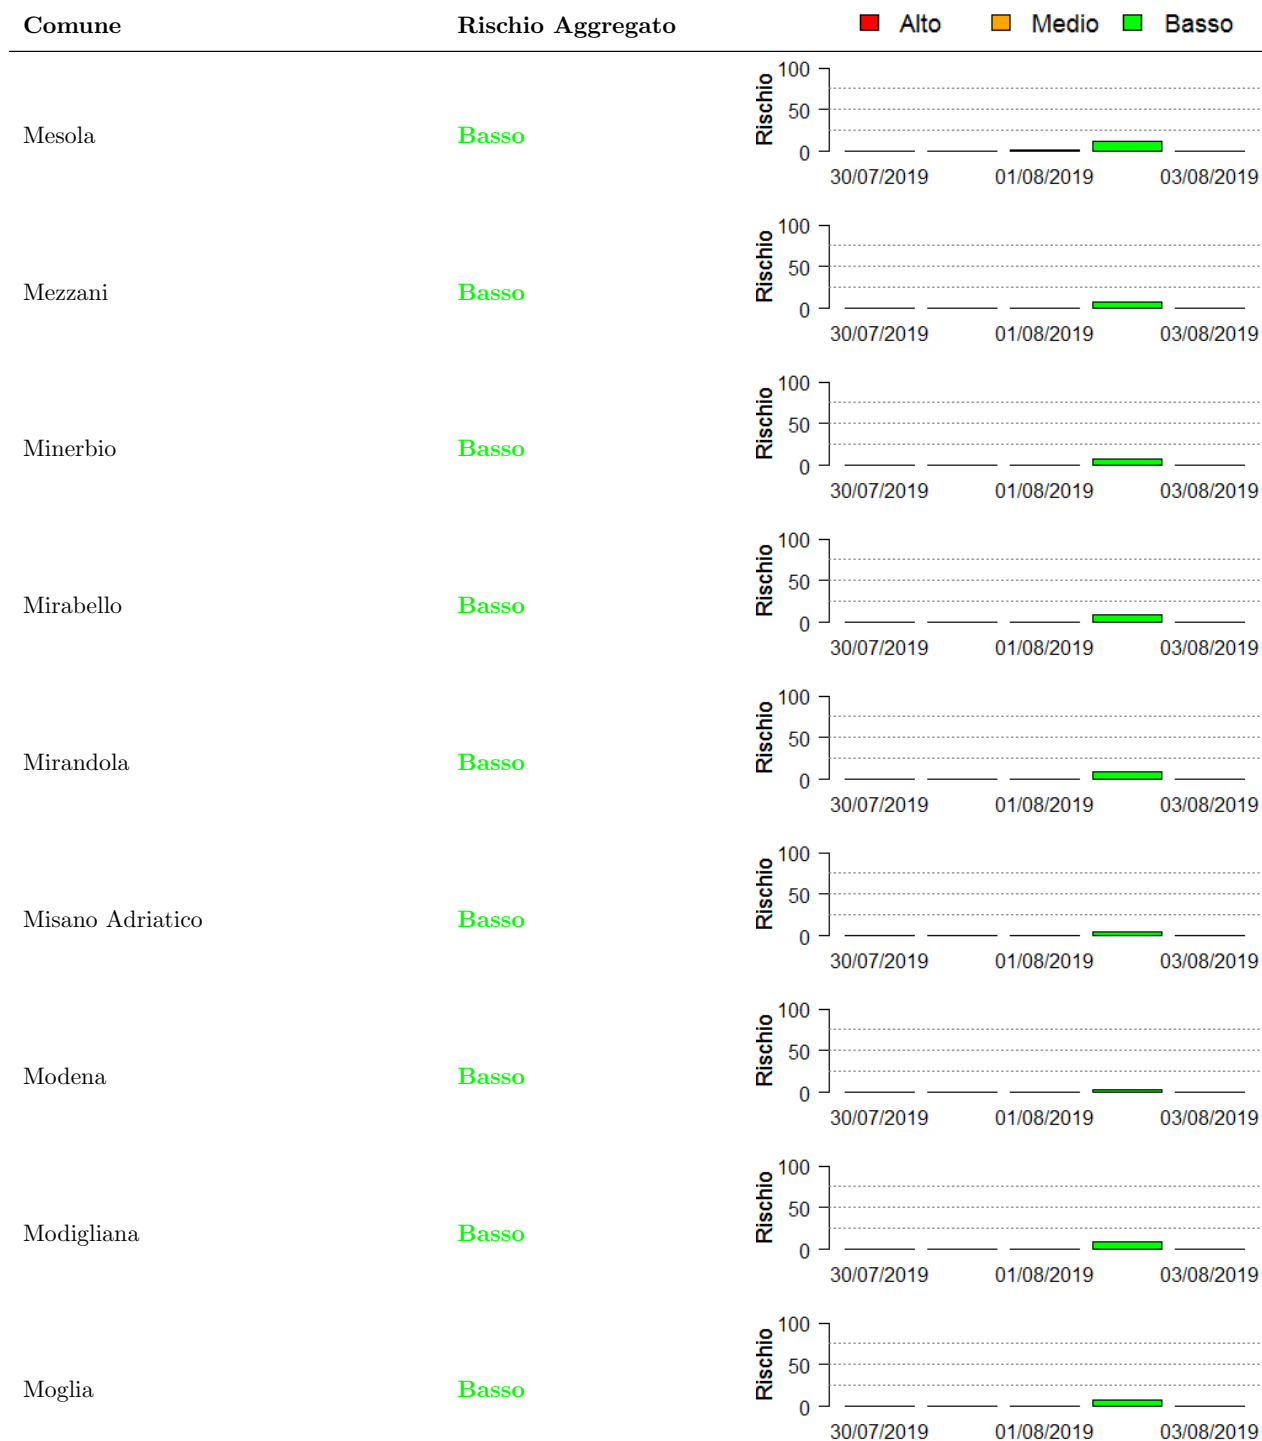 Comune Rischio Aggregato Alto Medio Basso
Mesola Basso Rischio 100 50 0
30/07/2019 01/08/2019 03/08/2019
Mezzani Basso Rischio 100 50 0
30/07/2019 01/08/2019 03/08/2019
Minerbio Basso Rischio 100 50 0
30/07/2019 01/08/2019 03/08/2019
Mirabello Basso Rischio 100 50 0
30/07/2019 01/08/2019 03/08/2019
Mirandola Basso Rischio 100 50 0
30/07/2019 01/08/2019 03/08/2019
Misano Adriatico Basso Rischio 100 50 0
30/07/2019 01/08/2019 03/08/2019
Modena Basso Rischio 100 50 0
30/07/2019 01/08/2019 03/08/2019
Modigliana Basso Rischio 100 50 0
30/07/2019 01/08/2019 03/08/2019
Moglia Basso Rischio 100 50 0
30/07/2019 01/08/2019 03/08/2019